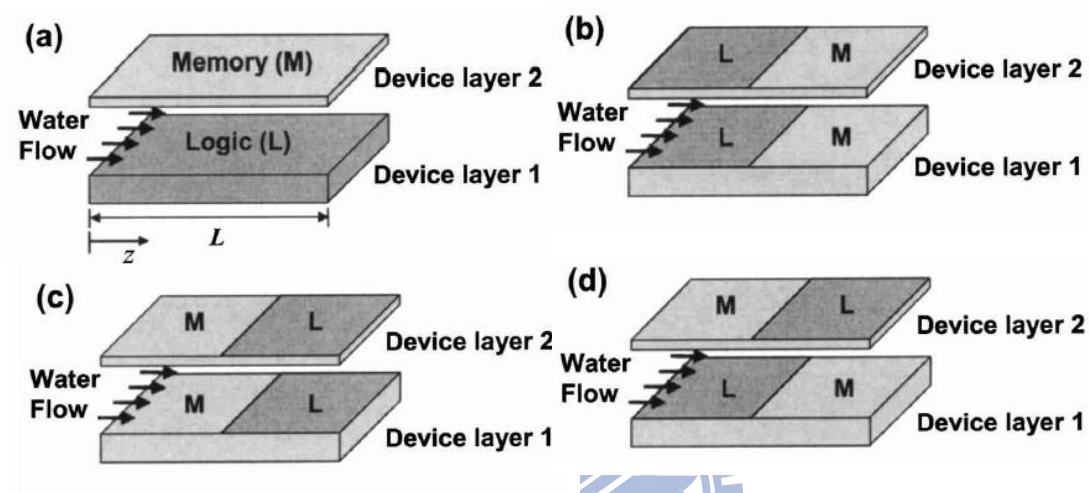 (a)
Memory (M)
Device layer 2
Water
Flow
Logic (L)
Device layer 1
L
z
(b)
L M
Device layer 2
Water
Flow
L M
Device layer 1
(c)
M L
Device layer 2
Water
Flow
M L
Device layer 1
(d)
M L
Device layer 2
Water
Flow
L M
Device layer 1